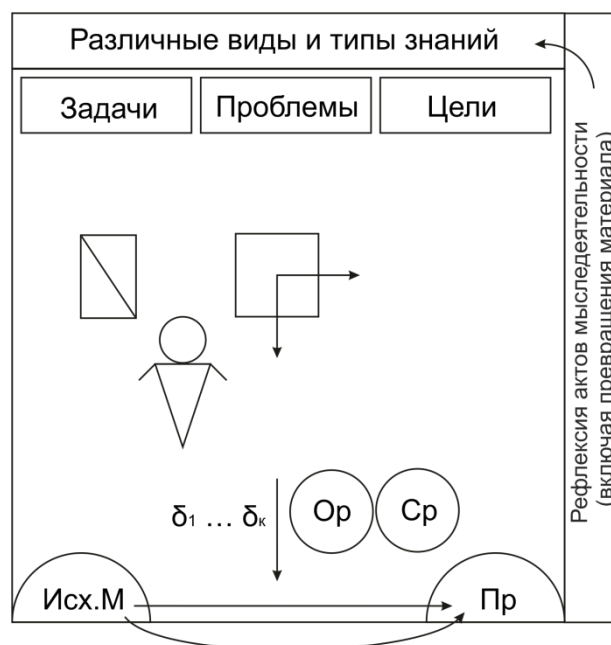 Различные виды и типы знаний
Задачи
Проблемы
Цели
Рефлексия актов мыследеятельности
(включая превращения материала)
δ₁ … δₖ
Ор
Ср
Исх.М
Пр